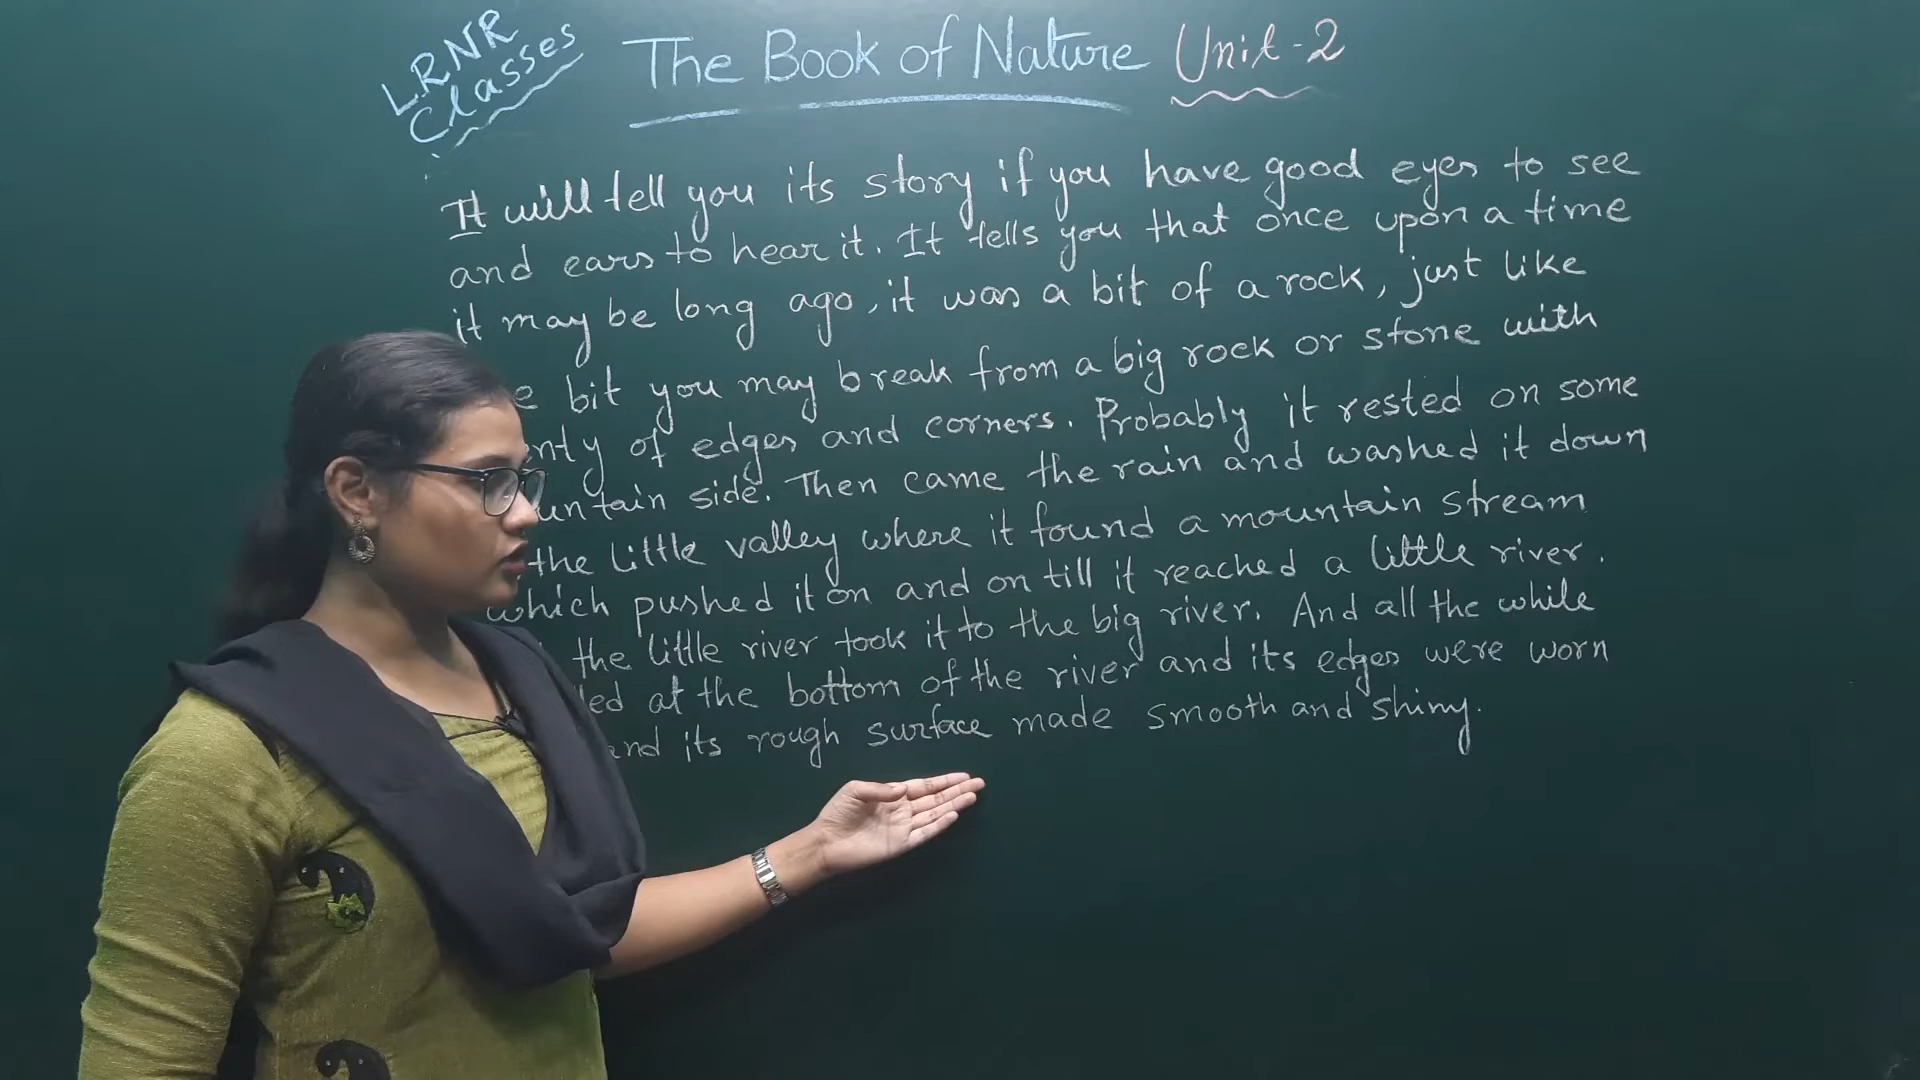 L.R.N.R
Classes
The Book of Nature Unit-2
It will tell you its story if you have good eyes to see
and ears to hear it. It tells you that once upon a time
it may be long ago, it was a bit of a rock, just like
bit you may break from a big rock or stone with
of edges and corners. Probably it rested on some
side. Then came the rain and washed it down
the little valley where it found a mountain stream
which pushed it on and on till it reached a little river.
the little river took it to the big river. And all the while
at the bottom of the river and its edges were worn
and its rough surface made smooth and shiny.